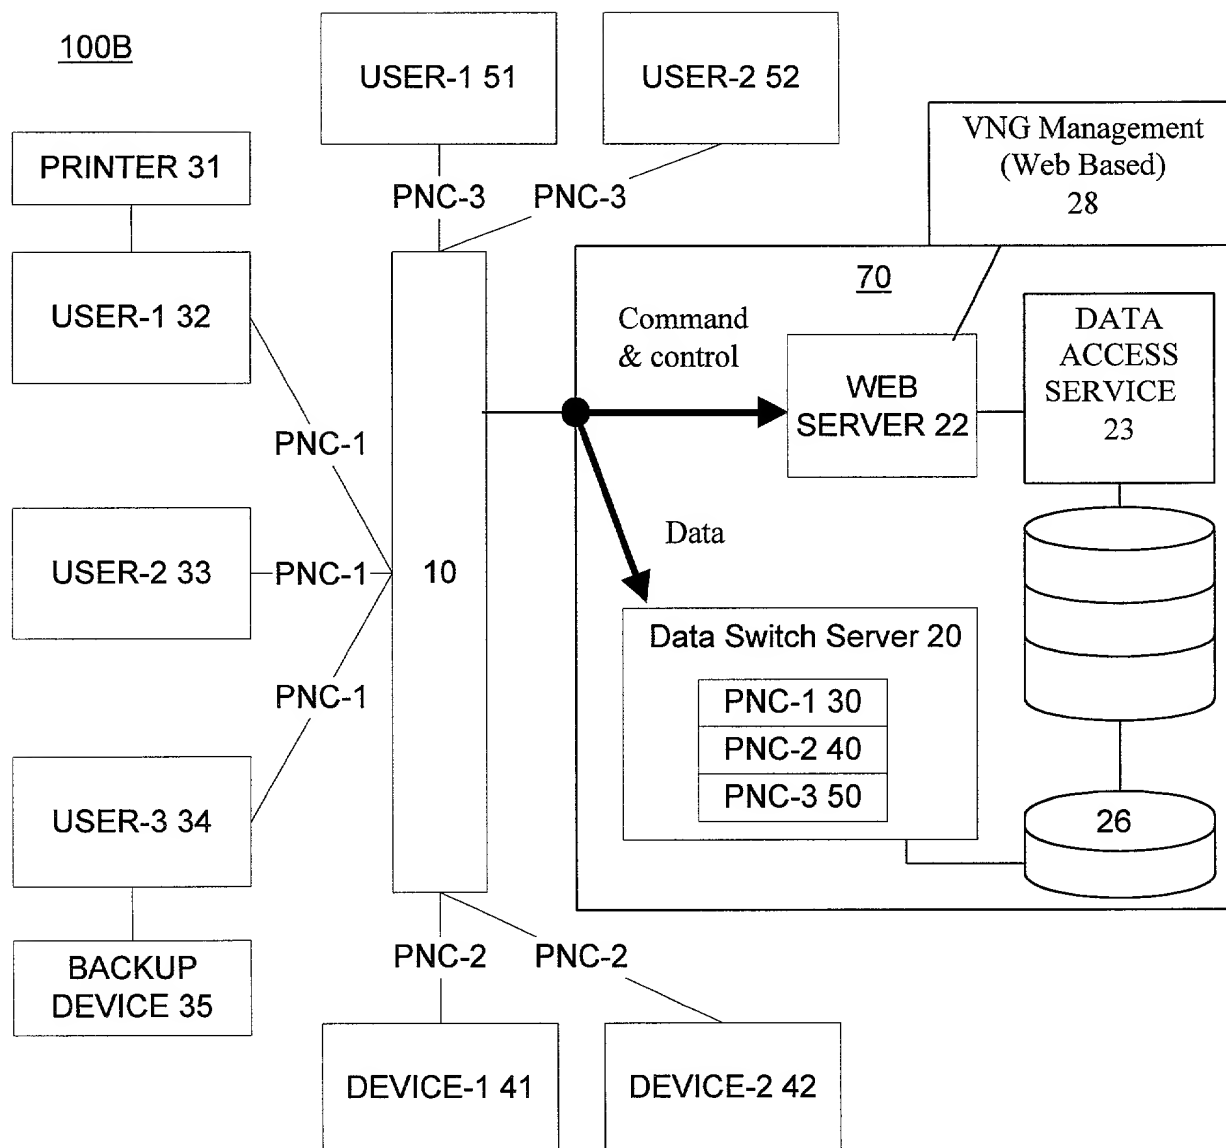 100B
USER-1 51
USER-2 52
VNG Management
(Web Based)
28
PRINTER 31
PNC-3
PNC-3
USER-1 32
70
Command
& control
DATA
ACCESS
SERVICE
23
WEB
SERVER 22
PNC-1
USER-2 33
PNC-1
10
Data
Data Switch Server 20
PNC-1 30
PNC-2 40
PNC-3 50
PNC-1
USER-3 34
26
BACKUP
DEVICE 35
PNC-2
PNC-2
DEVICE-1 41
DEVICE-2 42